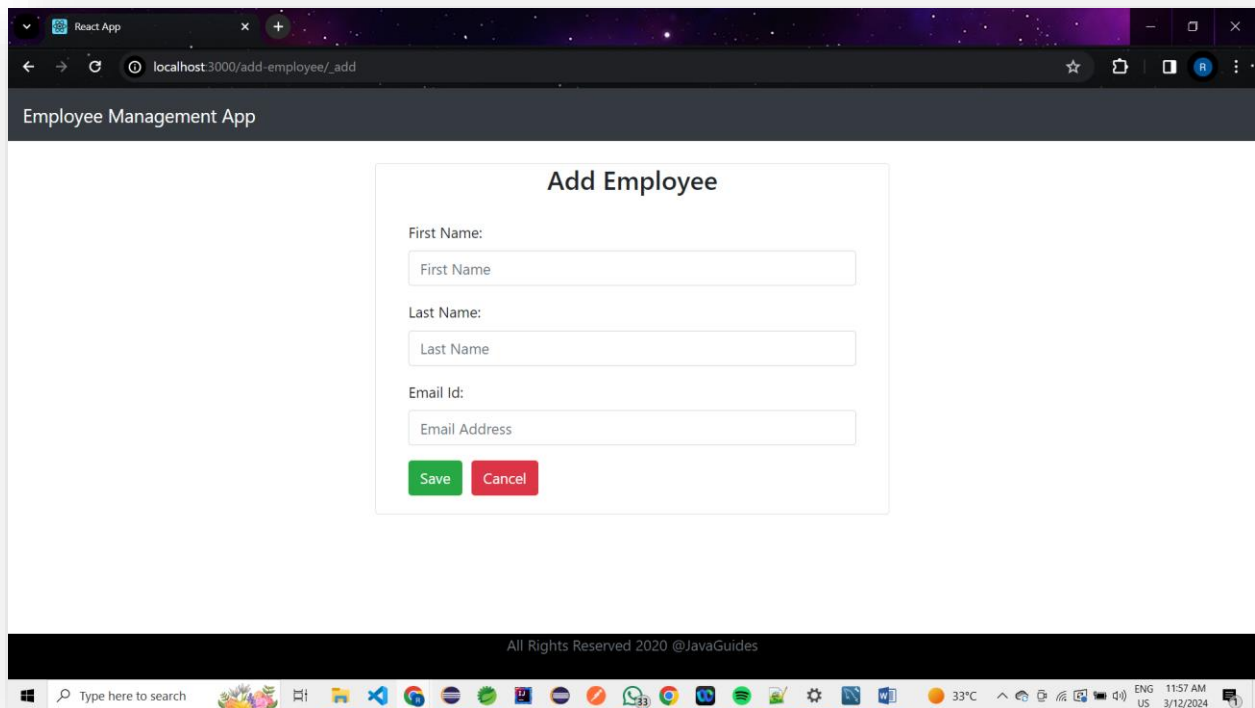 React App
localhost:3000/add-employee/_add
R
Employee Management App
Add Employee
First Name:
First Name
Last Name:
Last Name
Email Id:
Email Address
Save Cancel
All Rights Reserved 2020 @JavaGuides
Type here to search
33
33°C
ENG 11:57 AM
US 3/12/2024